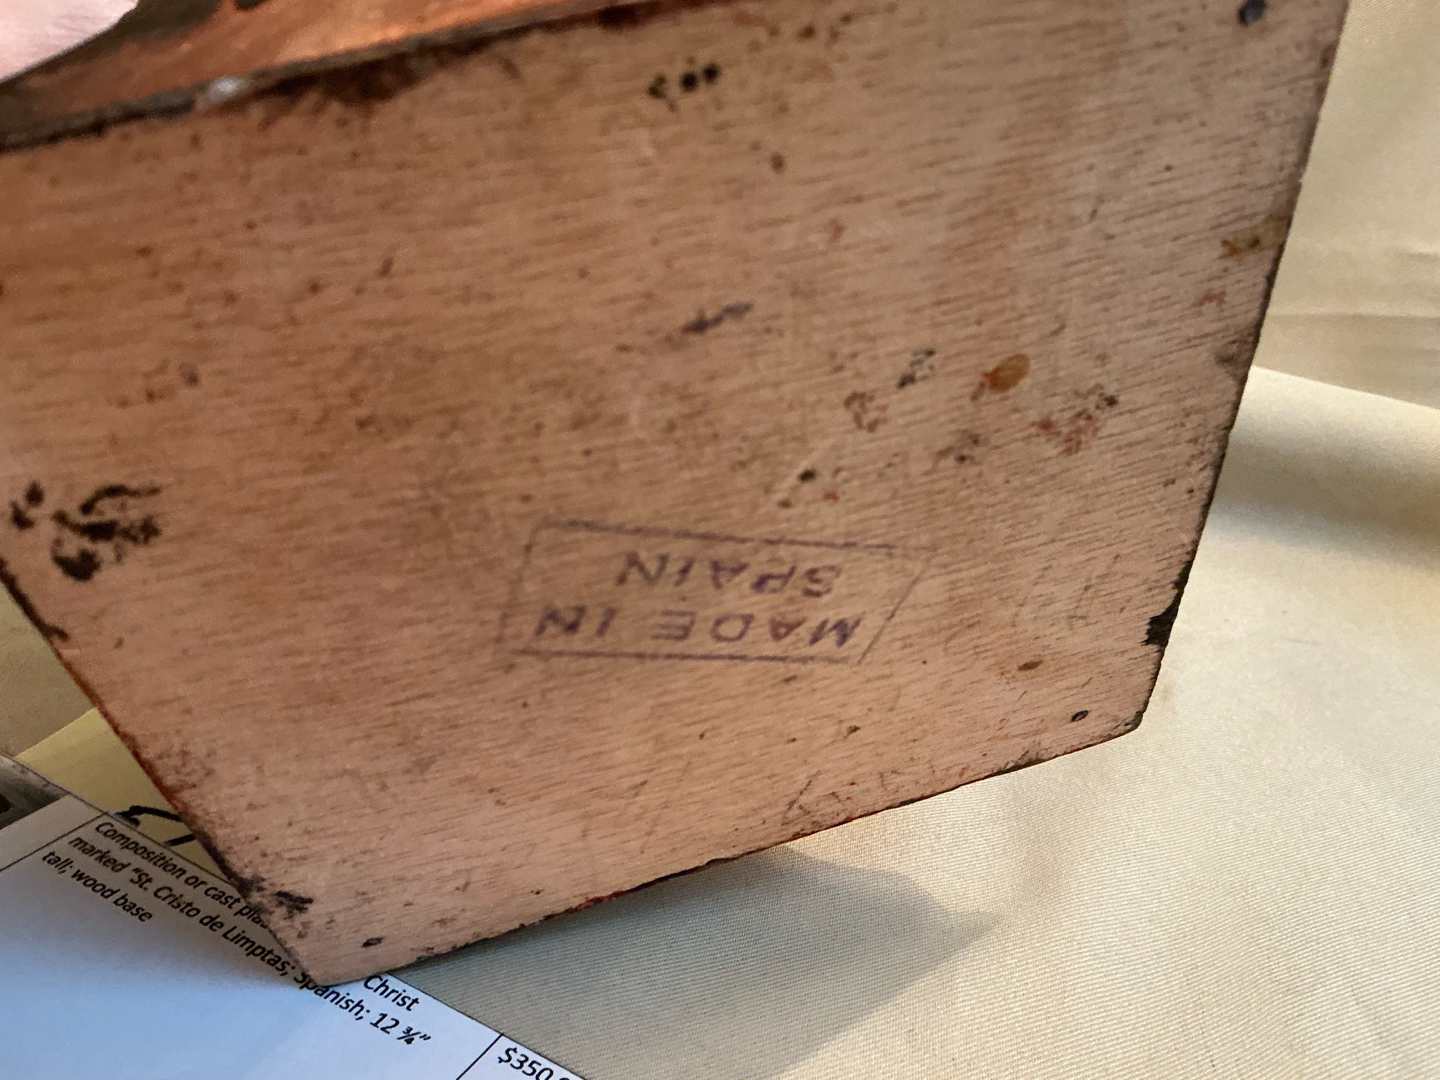 MADE IN
SPAIN
Composition or cast
Christ
marked "St. Cristo de Limptas; Spanish; 12 ¾"
tall; wood base
$350